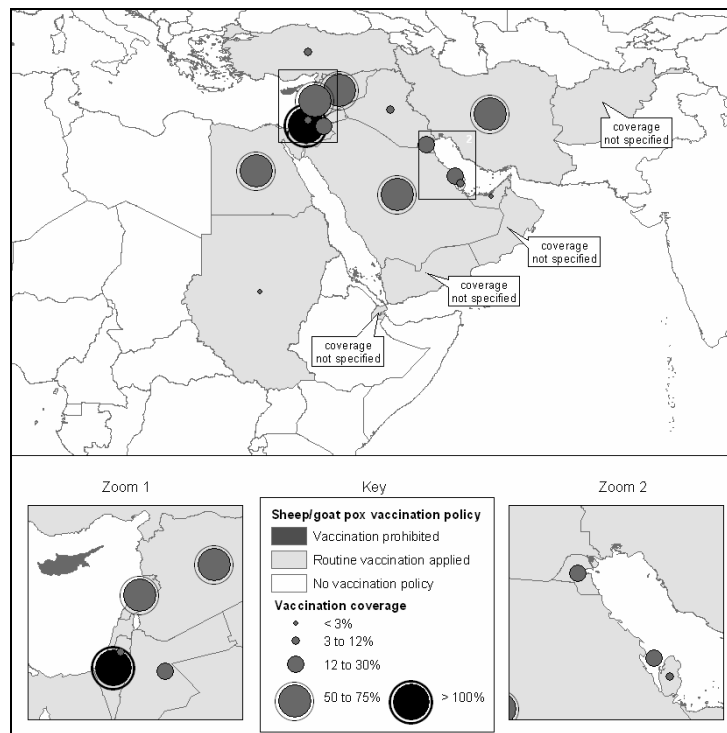 2
coverage
not specified
coverage
not specified
coverage
not specified
coverage
not specified
Zoom 1
Key
Zoom 2
Sheep/goat pox vaccination policy
Vaccination prohibited
Routine vaccination applied
No vaccination policy
Vaccination coverage
< 3%
3 to 12%
12 to 30%
50 to 75%
> 100%